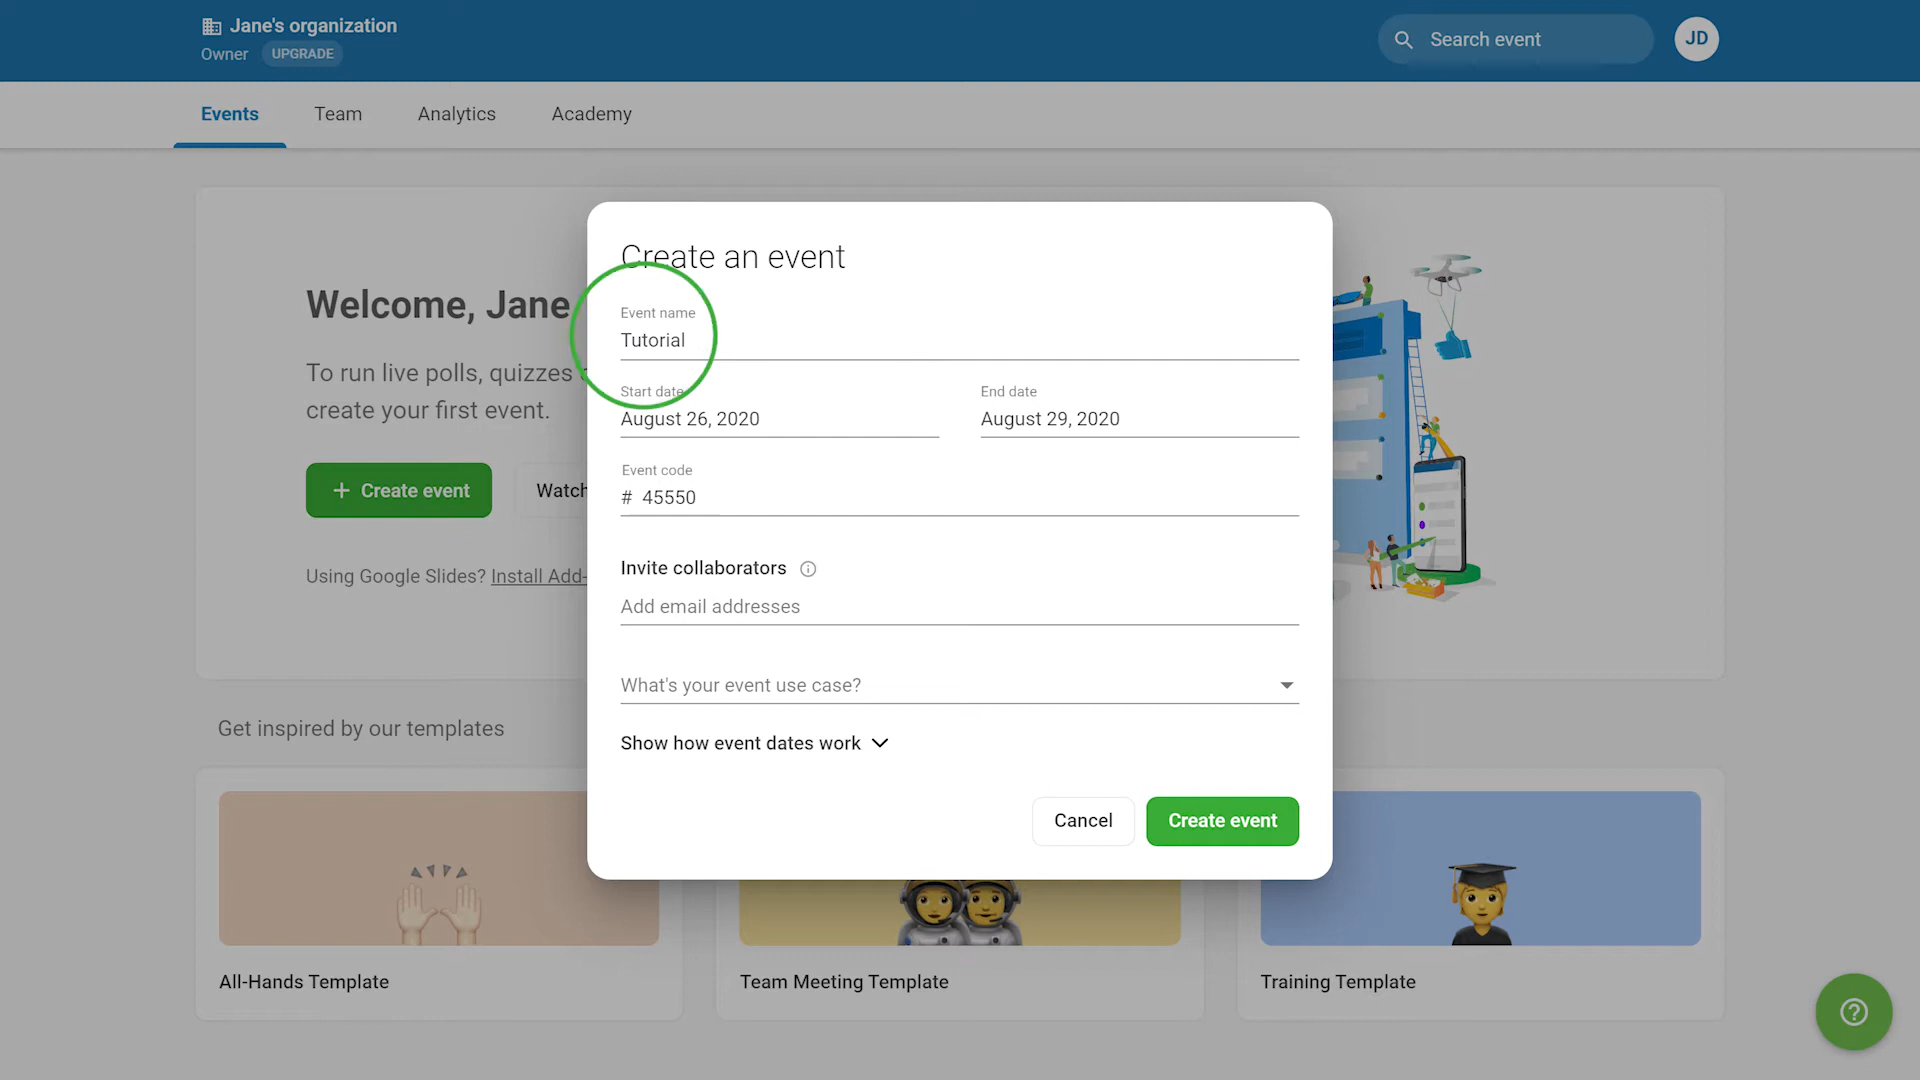 Jane's organization
Owner UPGRADE
Search event
JD
Events Team Analytics Academy
Create an event
Event name
Tutorial
Start date
August 26, 2020
End date
August 29, 2020
Event code
# 45550
Invite collaborators
Add email addresses
What's your event use case?
Show how event dates work
Cancel Create event
Welcome, Jane
To run live polls, quizzes
create your first event.
+ Create event Watch
Using Google Slides? Install Add-
Get inspired by our templates
All-Hands Template
Team Meeting Template
Training Template